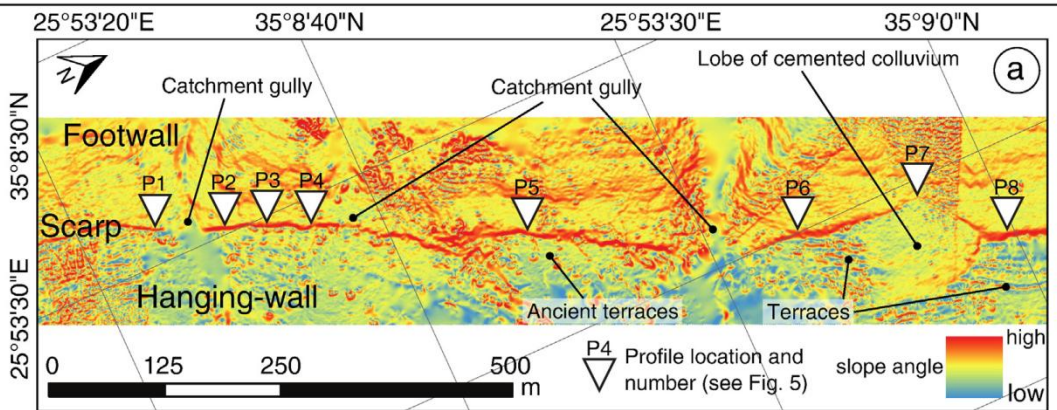 25°53'20"E
35°8'40"N
25°53'30"E
35°9'0"N
35°8'30"N
25°53'30"E
N
a
Catchment gully
Catchment gully
Lobe of cemented
colluvium
Footwall
P1
P2
P3
P4
P5
P6
P7
P8
Scarp
Hanging-wall
Ancient terraces
Terraces
0
125
250
500
m
P4
Profile location and
number (see Fig. 5)
slope angle
high
low